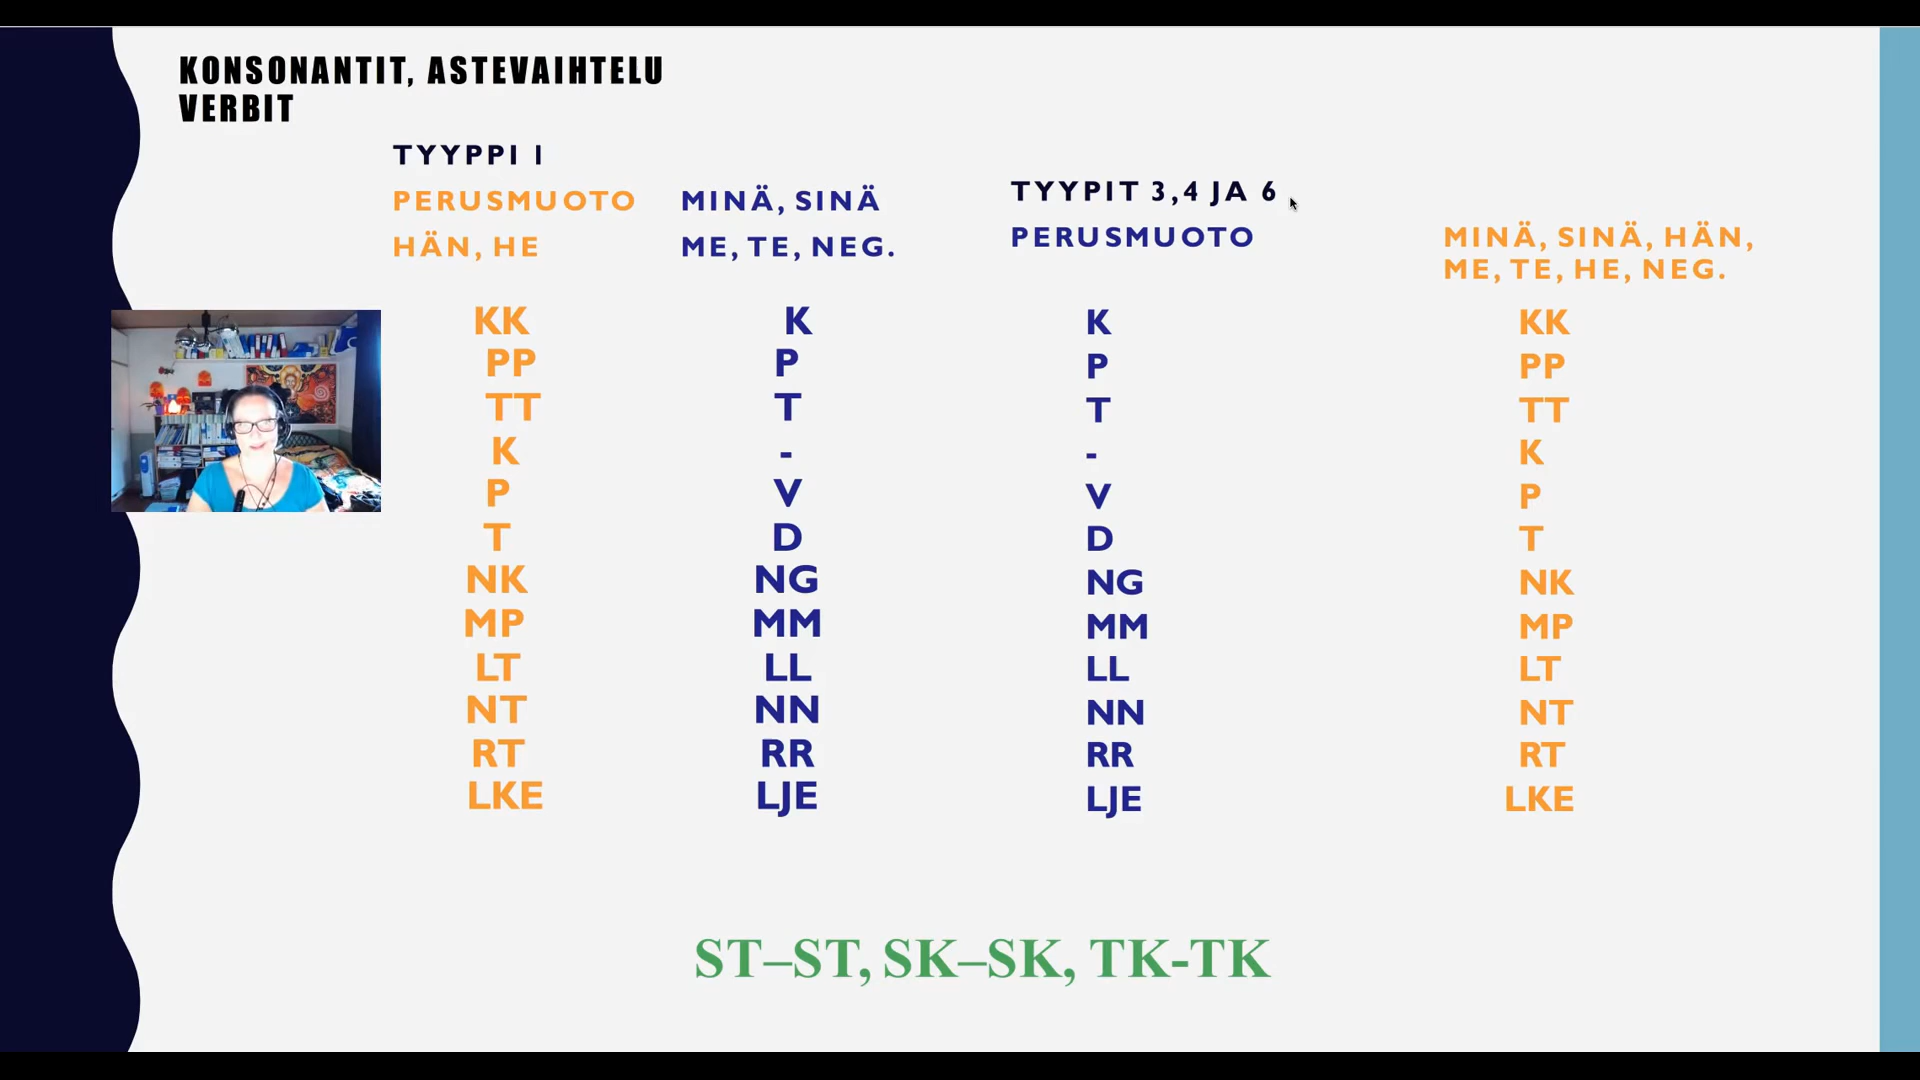 KONSONANTIT, ASTEVAIHTELU
VERBIT
TYYPPI 1
PERUSMUOTO
HÄN, HE
KK
PP
TT
K
P
T
NK
MP
LT
NT
RT
LKE
MINÄ, SINÄ
ME, TE, NEG.
K
P
T
-
V
D
NG
MM
LL
NN
RR
LJE
TYYPIT 3,4 JA 6
PERUSMUOTO
K
P
T
-
V
D
NG
MM
LL
NN
RR
LJE
MINÄ, SINÄ, HÄN,
ME, TE, HE, NEG.
KK
PP
TT
K
P
T
NK
MP
LT
NT
RT
LKE
ST–ST, SK–SK, TK-TK